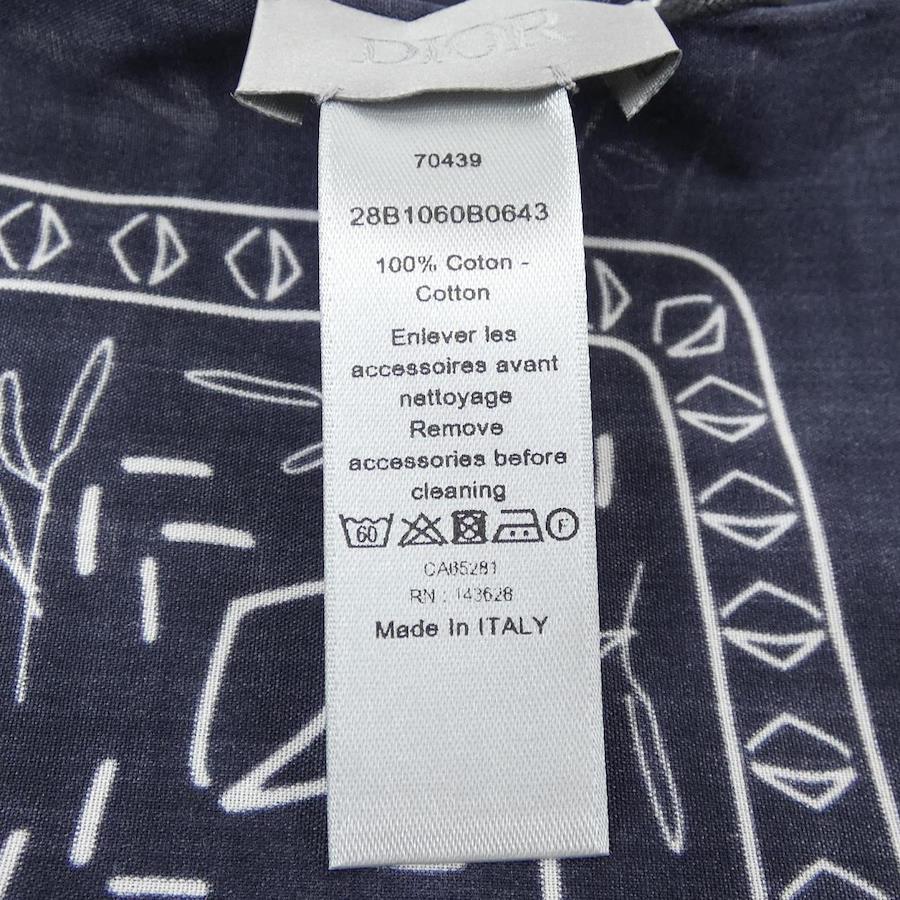 DIOR
70439
28B1060B0643
100% Coton -
Cotton
Enlever les
accessoires avant
nettoyage
Remove
accessories before
cleaning
60 F
CA65281
RN : 143628
Made In ITALY